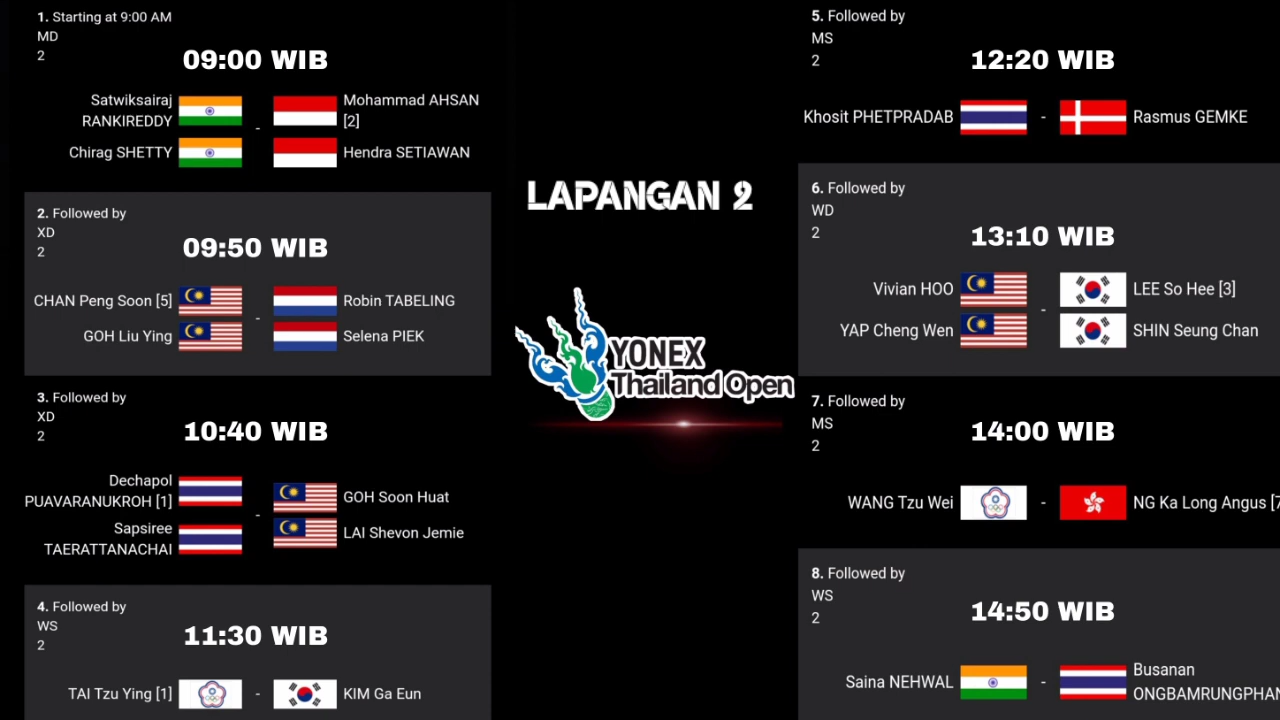 1. Starting at 9:00 AM
MD
2
09:00 WIB
Satwiksairaj
RANKIREDDY
-
Mohammad AHSAN
[2]
Chirag SHETTY
Hendra SETIAWAN
2. Followed by
XD
2
09:50 WIB
CHAN Peng Soon [5]
-
Robin TABELING
GOH Liu Ying
Selena PIEK
3. Followed by
XD
2
10:40 WIB
Dechapol
PUAVARANUKROH [1]
-
GOH Soon Huat
Sapsiree
TAERATTANACHAI
LAI Shevon Jemie
4. Followed by
WS
2
11:30 WIB
TAI Tzu Ying [1]
-
KIM Ga Eun
LAPANGAN 2
YONEX
Thailand Open
5. Followed by
MS
2
12:20 WIB
Khosit PHETPRADAB
-
Rasmus GEMKE
6. Followed by
WD
2
13:10 WIB
Vivian HOO
-
LEE So Hee [3]
YAP Cheng Wen
SHIN Seung Chan
7. Followed by
MS
2
14:00 WIB
WANG Tzu Wei
-
NG Ka Long Angus [7
8. Followed by
WS
2
14:50 WIB
Saina NEHWAL
-
Busanan
ONGBAMRUNGPHAN